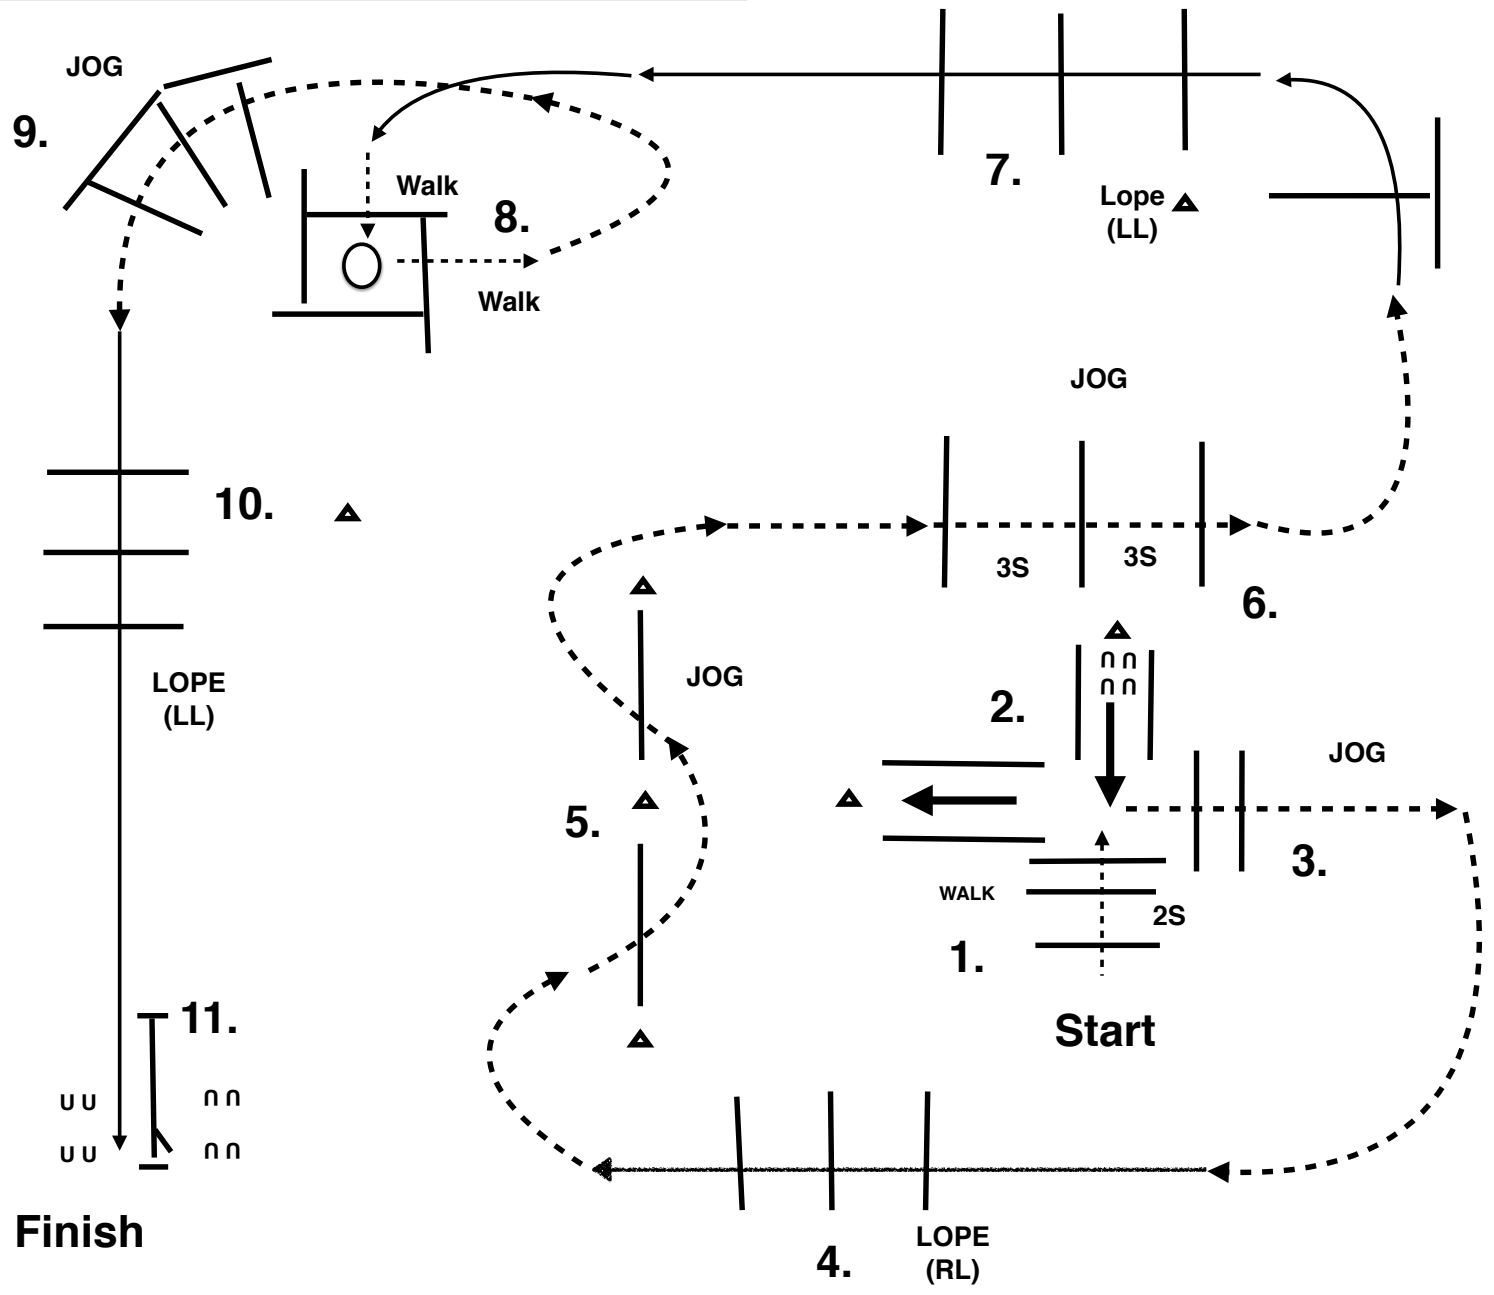 JOG
9.
Walk
8.
Walk
7.
Lope
(LL)
JOG
10.
3S
3S
6.
LOPE
(LL)
JOG
2.
5.
JOG
3.
WALK
2S
1.
Start
11.
Finish
4.
LOPE
(RL)